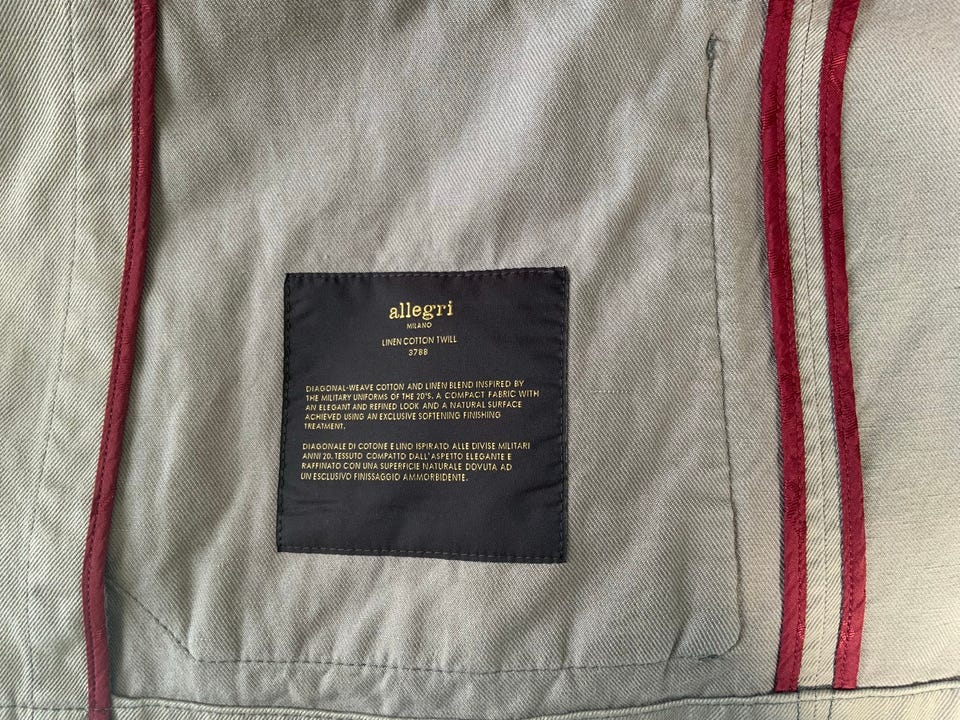 allegri
MILANO
LINEN COTTON TWILL
3788
DIAGONAL-WEAVE COTTON AND LINEN BLEND INSPIRED BY
THE MILITARY UNIFORMS OF THE 20'S. A COMPACT FABRIC WITH
AN ELEGANT AND REFINED LOOK AND A NATURAL SURFACE
ACHIEVED USING AN EXCLUSIVE SOFTENING FINISHING
TREATMENT.
DIAGONALE DI COTONE E LINO ISPIRATO ALLE DIVISE MILITARI
ANNI 20. TESSUTO COMPATTO DALL'ASPETTO ELEGANTE E
RAFFINATO CON UNA SUPERFICIE NATURALE DOVUTA AD
UN ESCLUSIVO FINISSAGGIO AMMORBIDENTE.